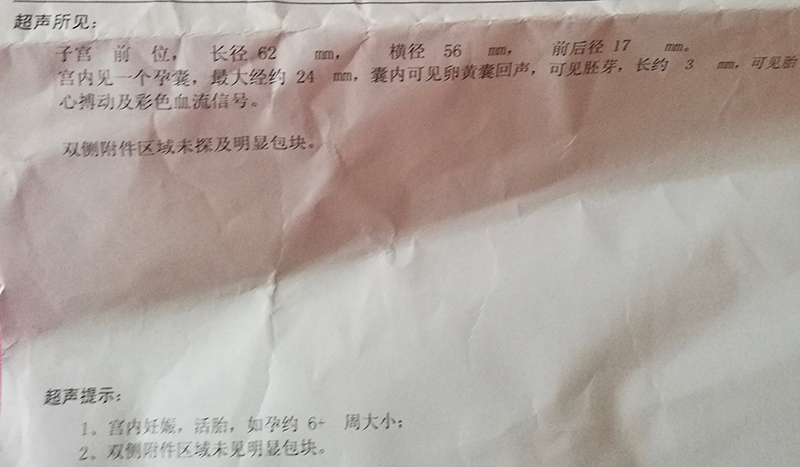 超声所见：
子宫 前 位， 长径 62 mm， 横径 56 mm， 前后径 17 mm。
宫内见一个孕囊，最大经约 24 mm，囊内可见卵黄囊回声，可见胚芽，长约 3 mm，可见胎
心搏动及彩色血流信号。
双侧附件区域未探及明显包块。
超声提示：
1、宫内妊娠，活胎，如孕约 6+ 周大小；
2、双侧附件区域未见明显包块。